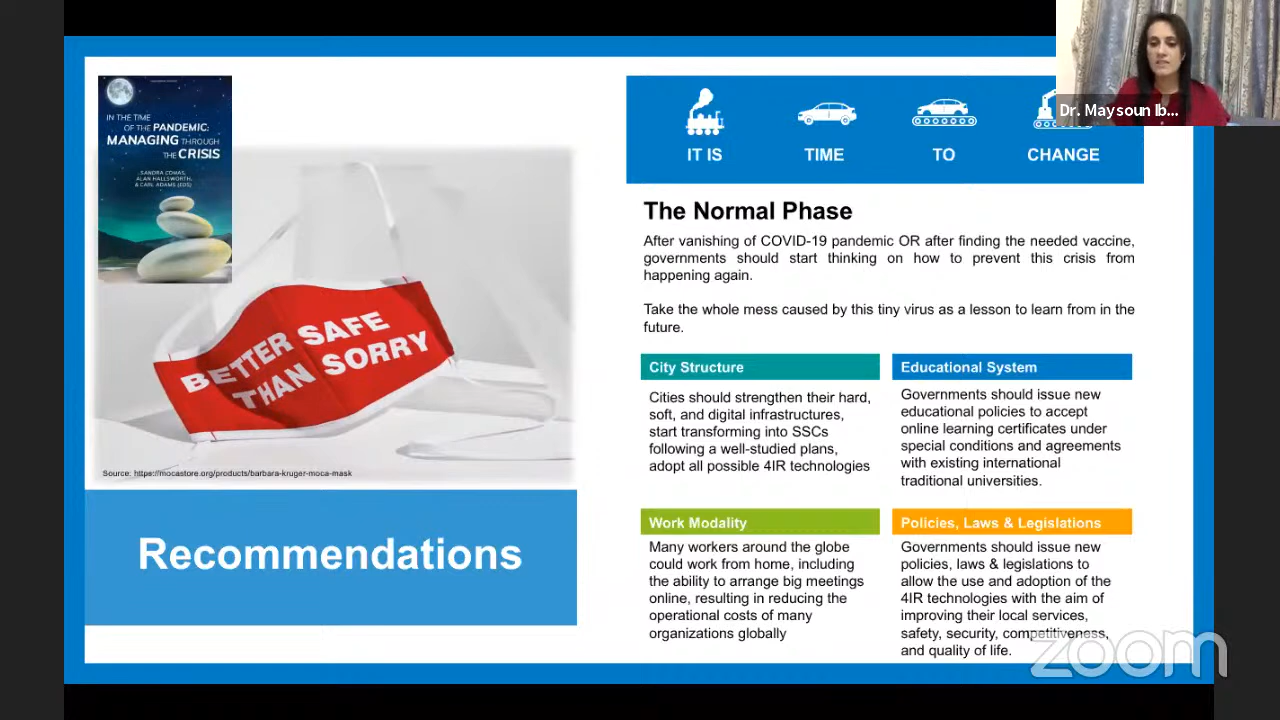 IN THE TIME
OF THE PANDEMIC:
MANAGING THROUGH
THE CRISIS
SANDRA COHAS,
ALAN HALLSWORTH,
& CARL ADAMS (EDS)
BETTER SAFE
THAN SORRY
Source: https://mocastore.org/products/barbara-kruger-moca-mask
Recommendations
IT IS
TIME
TO
CHANGE
Dr. Maysoun Ib...
The Normal Phase
After vanishing of COVID-19 pandemic OR after finding the needed vaccine,
governments should start thinking on how to prevent this crisis from
happening again.
Take the whole mess caused by this tiny virus as a lesson to learn from in the
future.
City Structure
Cities should strengthen their hard,
soft, and digital infrastructures,
start transforming into SSCs
following a well-studied plans,
adopt all possible 4IR technologies
Educational System
Governments should issue new
educational policies to accept
online learning certificates under
special conditions and agreements
with existing international
traditional universities.
Work Modality
Many workers around the globe
could work from home, including
the ability to arrange big meetings
online, resulting in reducing the
operational costs of many
organizations globally
Policies, Laws & Legislations
Governments should issue new
policies, laws & legislations to
allow the use and adoption of the
4IR technologies with the aim of
improving their local services,
safety, security, competitiveness,
and quality of life.
zoom